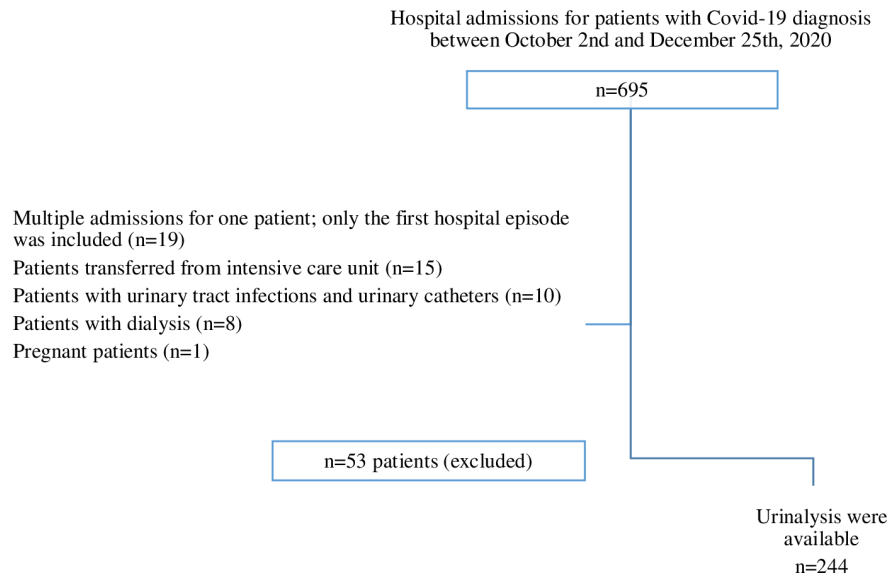 Hospital admissions for patients with Covid-19 diagnosis
between October 2nd and December 25th, 2020
n=695
Multiple admissions for one patient; only the first hospital episode
was included (n=19)
Patients transferred from intensive care unit (n=15)
Patients with urinary tract infections and urinary catheters (n=10)
Patients with dialysis (n=8)
Pregnant patients (n=1)
n=53 patients (excluded)
Urinalysis were
available
n=244